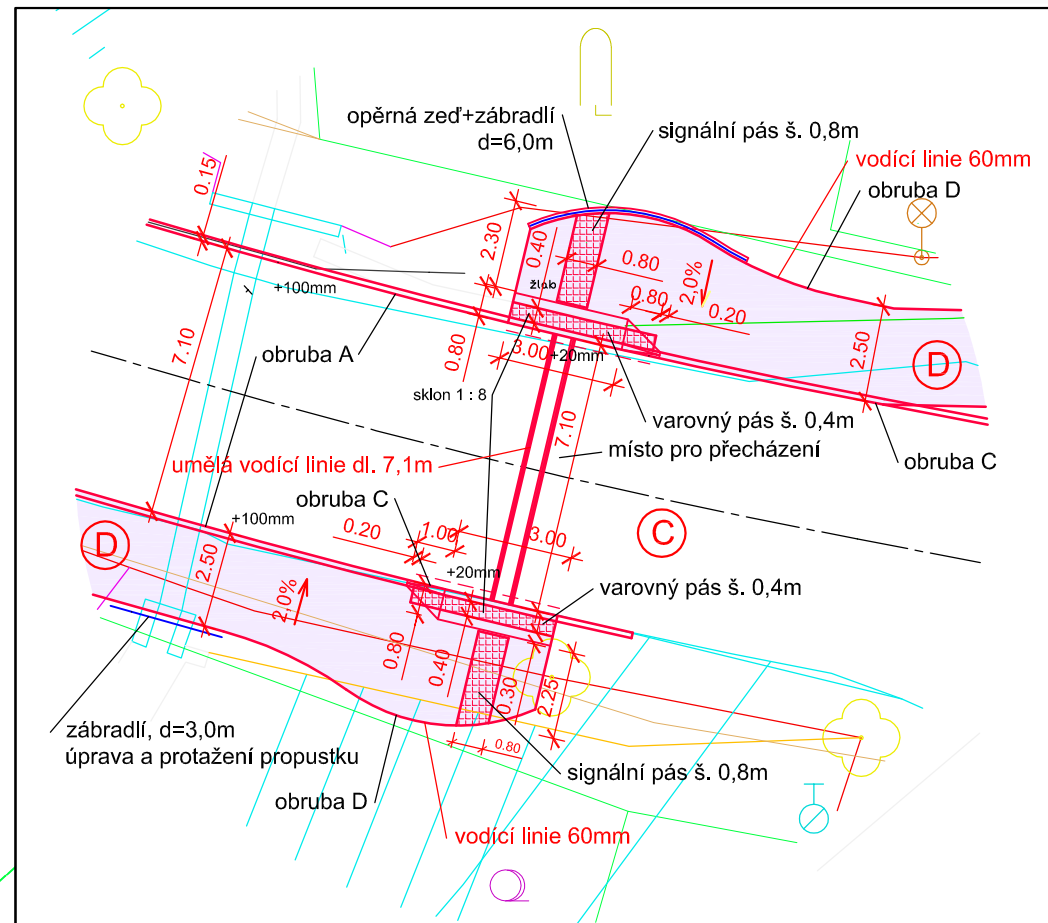 opěrná zeď+zábradlí
d=6,0m
signální pás š. 0,8m
vodící linie 60mm
obruba D
0.15
2.30
0.40
0.80
2,0%
žlab
0.80
0.20
+100mm
7.10
0.80
3.00
+20mm
2.50
D
obruba A
sklon 1 : 8
7.10
varovný pás š. 0,4m
místo pro přecházení
obruba C
umělá vodící linie dl. 7,1m
obruba C
+100mm
0.20
1.00
3.00
C
D
2.50
2,0%
+20mm
varovný pás š. 0,4m
0.80
0.40
0.30
2.25
zábradlí, d=3,0m
úprava a protažení propustku
0.80
signální pás š. 0,8m
obruba D
vodící linie 60mm